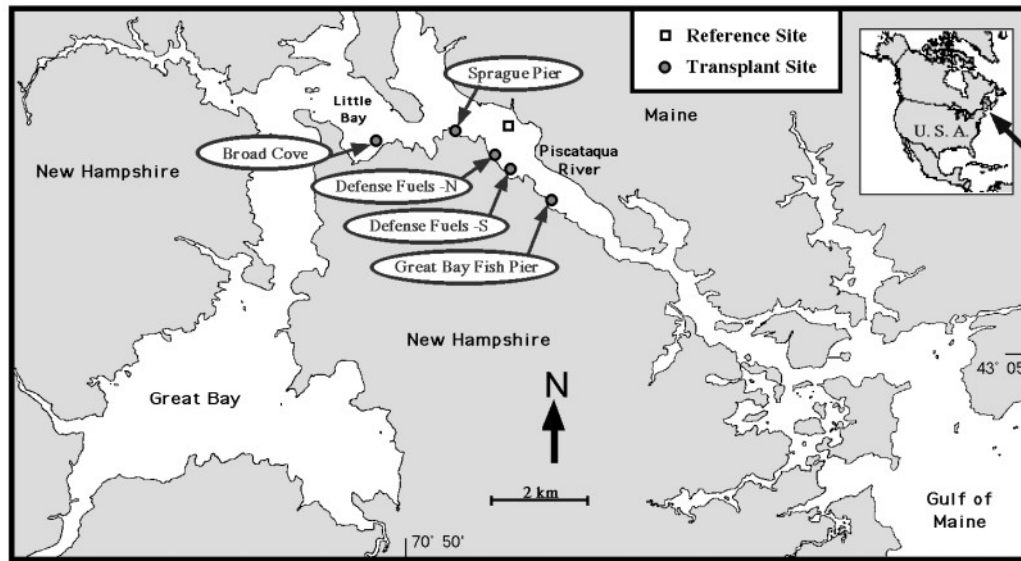 Reference Site
Transplant Site
Sprague Pier
Little
Bay
Maine
U. S. A.
Broad Cove
Piscataqua
River
New Hampshire
Defense Fuels -N
Defense Fuels -S
Great Bay Fish Pier
New Hampshire
43° 05
Great Bay
N
2 km
Gulf of
Maine
70° 50'